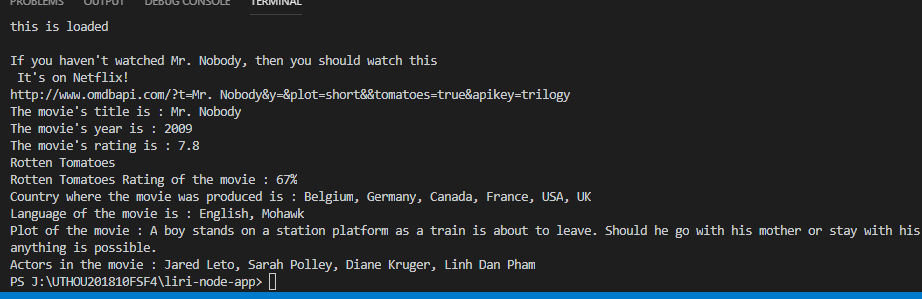 PROBLEMS OUTPUT DEBUG CONSOLE TERMINAL
this is loaded
If you haven't watched Mr. Nobody, then you should watch this
It's on Netflix!
http://www.omdbapi.com/?t=Mr. Nobody&y=&plot=short&&tomatoes=true&apikey=trilogy
The movie's title is : Mr. Nobody
The movie's year is : 2009
The movie's rating is : 7.8
Rotten Tomatoes
Rotten Tomatoes Rating of the movie : 67%
Country where the movie was produced is : Belgium, Germany, Canada, France, USA, UK
Language of the movie is : English, Mohawk
Plot of the movie : A boy stands on a station platform as a train is about to leave. Should he go with his mother or stay with his
anything is possible.
Actors in the movie : Jared Leto, Sarah Polley, Diane Kruger, Linh Dan Pham
PS J:\UTHOU201810FSF4\liri-node-app>